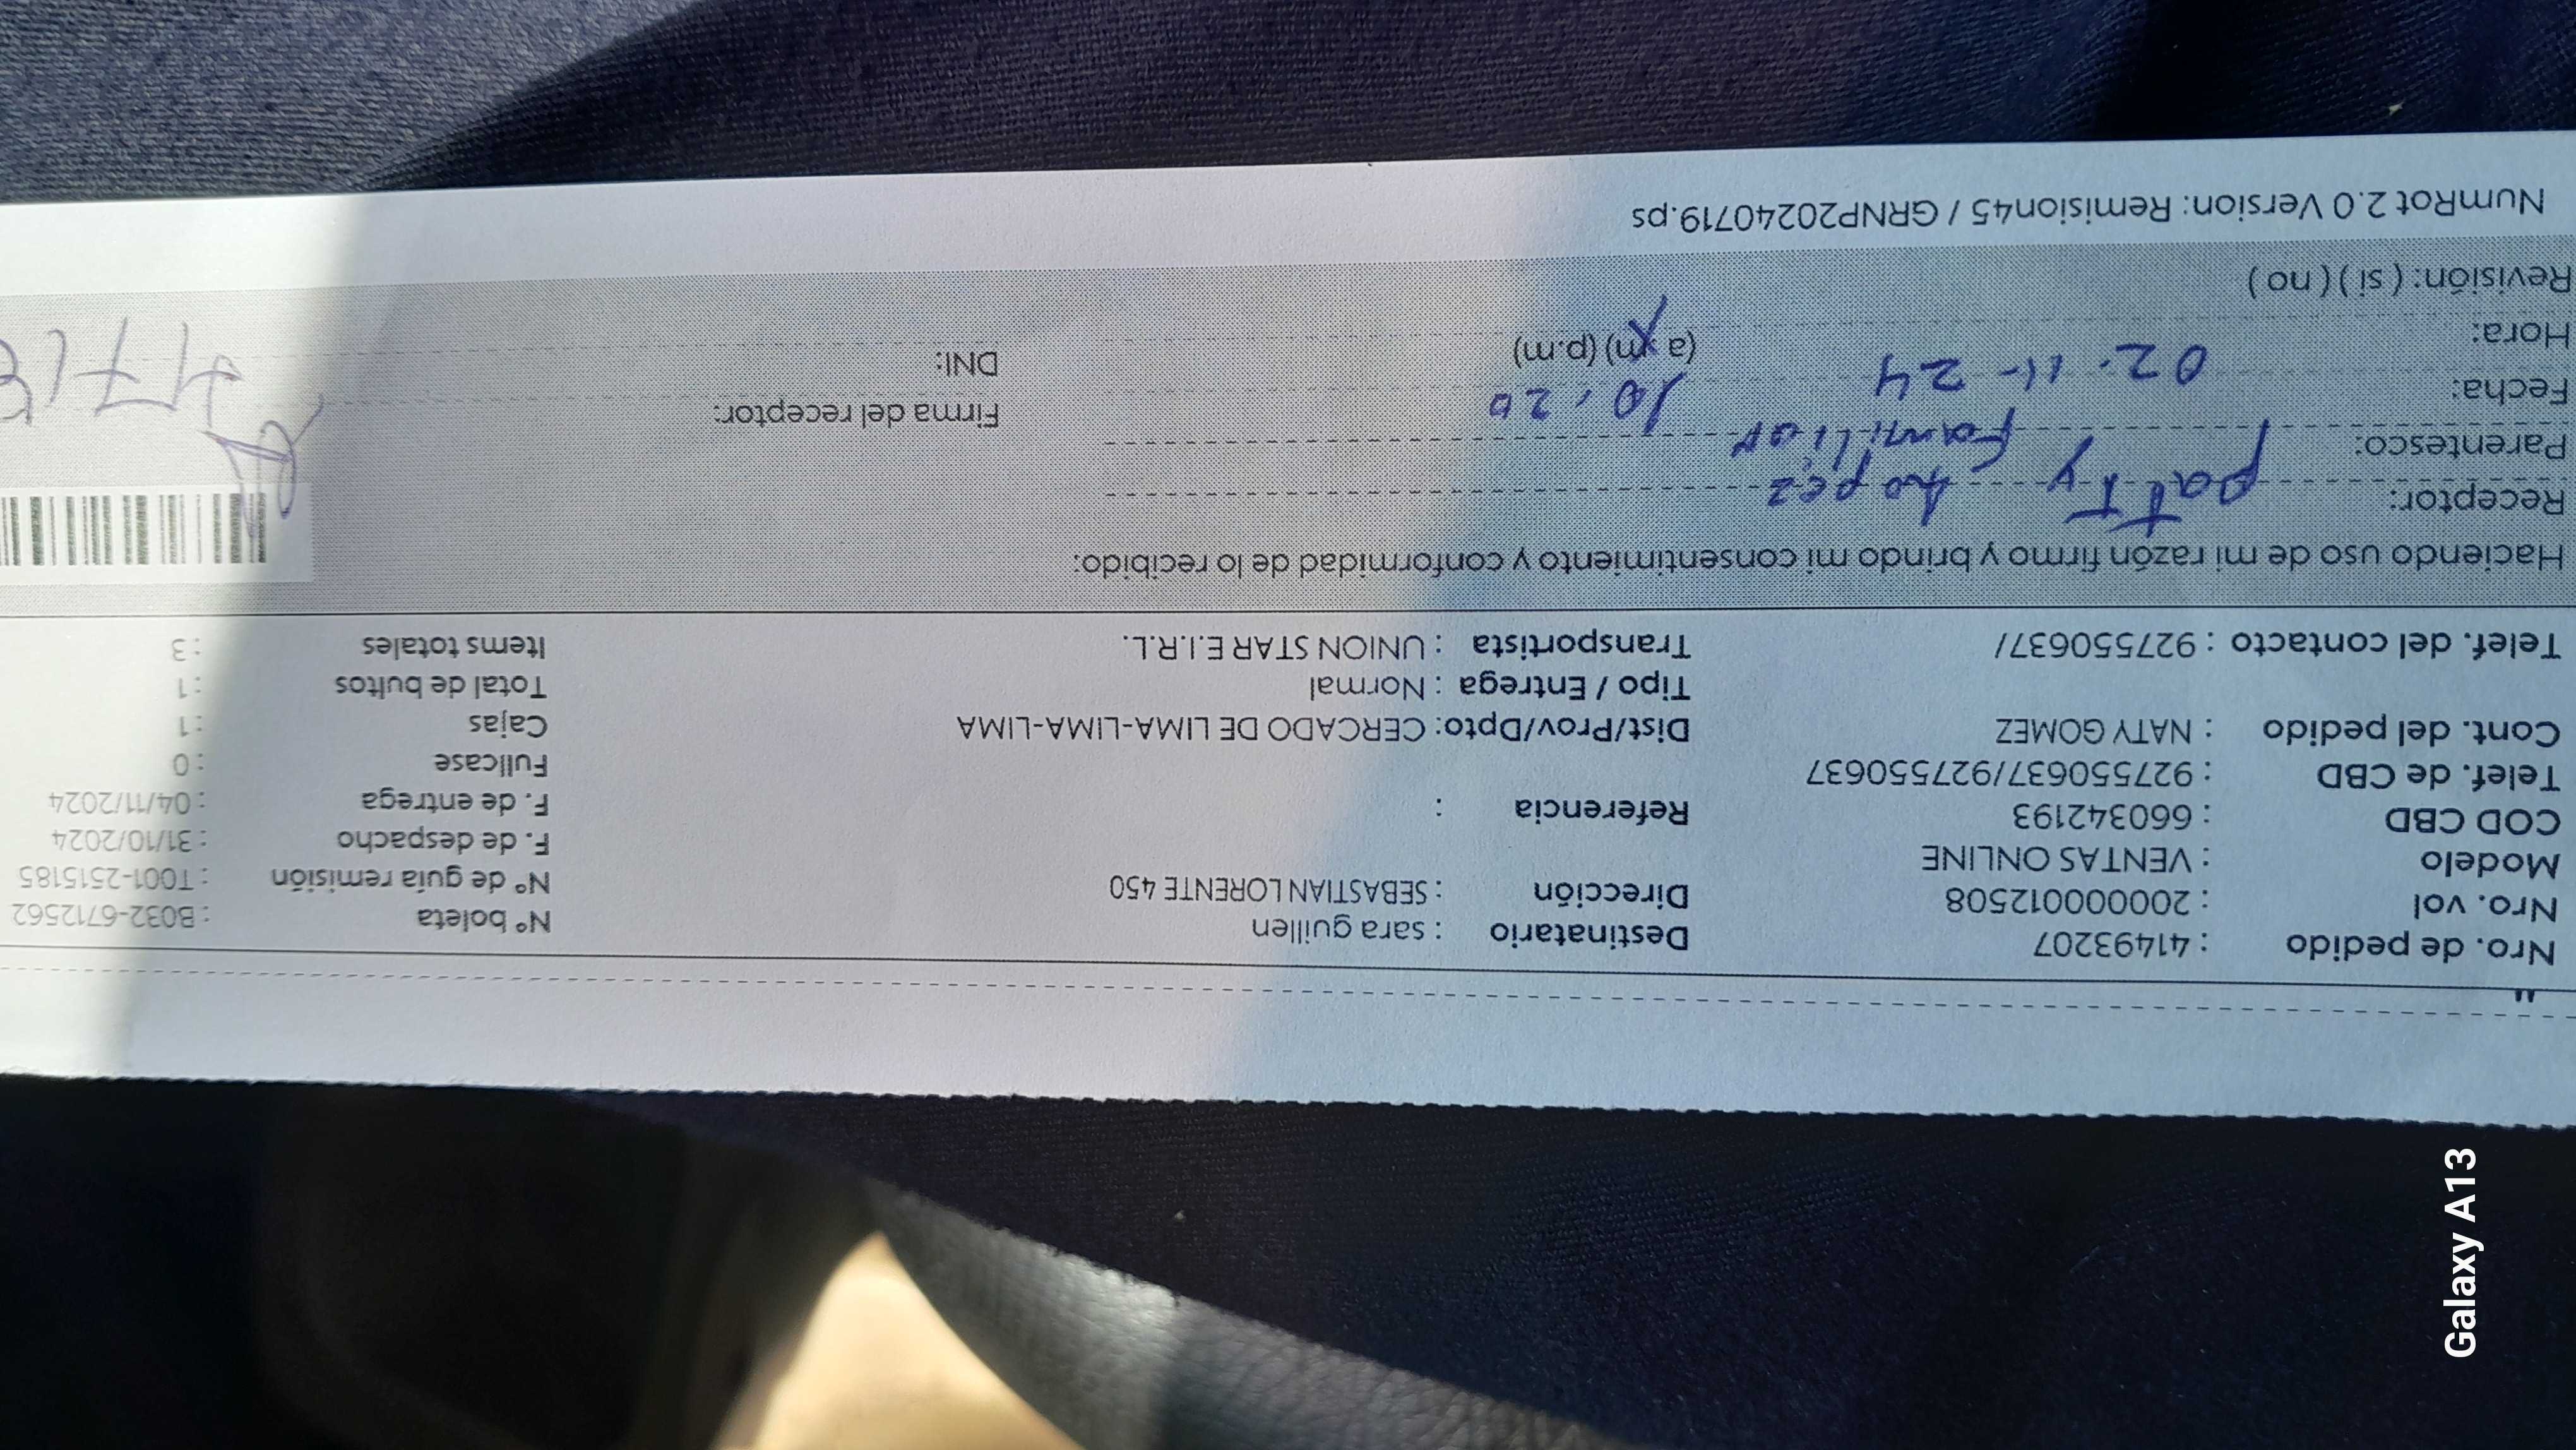 "
Nro. de pedido : 41493207
Nro. vol : 20000012508
Modelo : VENTAS ONLINE
COD CBD : 660342193
Telef. de CBD : 927550637/927550637
Cont. del pedido : NATY GOMEZ
Telef. del contacto : 927550637/
Destinatario : sara guillen
Dirección : SEBASTIAN LORENTE 450
Referencia :
Dist/Prov/Dpto: CERCADO DE LIMA-LIMA-LIMA
Tipo / Entrega : Normal
Transportista : UNION STAR E.I.R.L.
N° boleta : B032-6712562
N° de guía remisión : T001-2515185
F. de despacho : 31/10/2024
F. de entrega : 04/11/2024
Fullcase : 0
Cajas : 1
Total de bultos : 1
Items totales : 3
Haciendo uso de mi razón firmo y brindo mi consentimiento y conformidad de lo recibido.
Receptor: patty Lopez
Parentesco: familiar
Fecha: 02-11-24
Hora: 10:20 (a.m) (p.m)
Revisión: ( si ) ( no )
Firma del receptor:
DNI:
NumRot 2.0 Version: Remision45 / GRNP20240719.ps
Galaxy A13